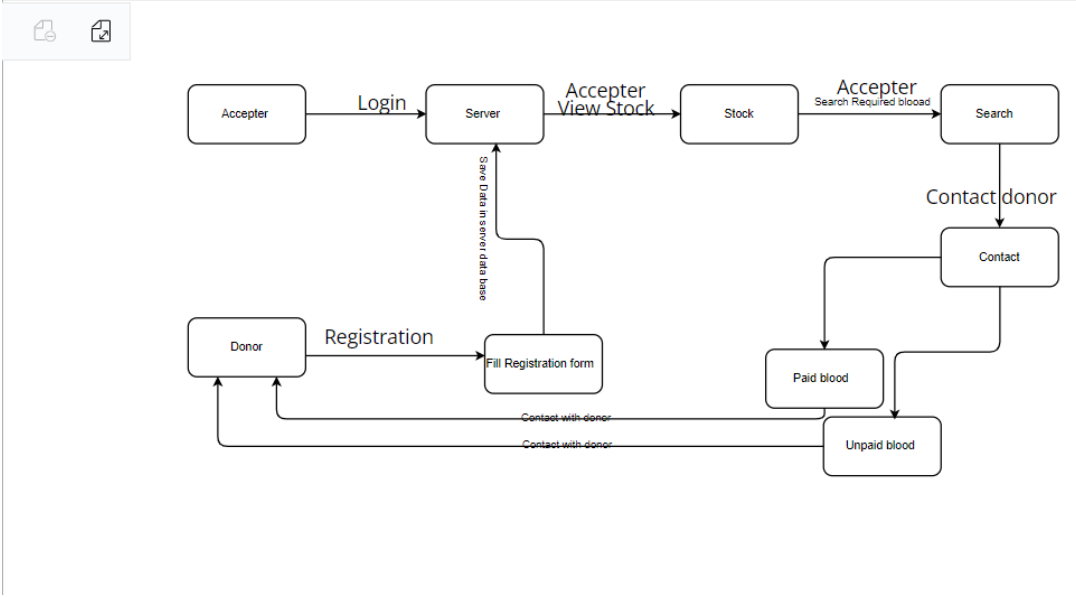 Accepter
Login
Server
Accepter
View Stock
Stock
Accepter
Search Required blooad
Search
Save Data in server data base
Contact donor
Contact
Donor
Registration
Fill Registration form
Paid blood
Contact with donor
Contact with donor
Unpaid blood